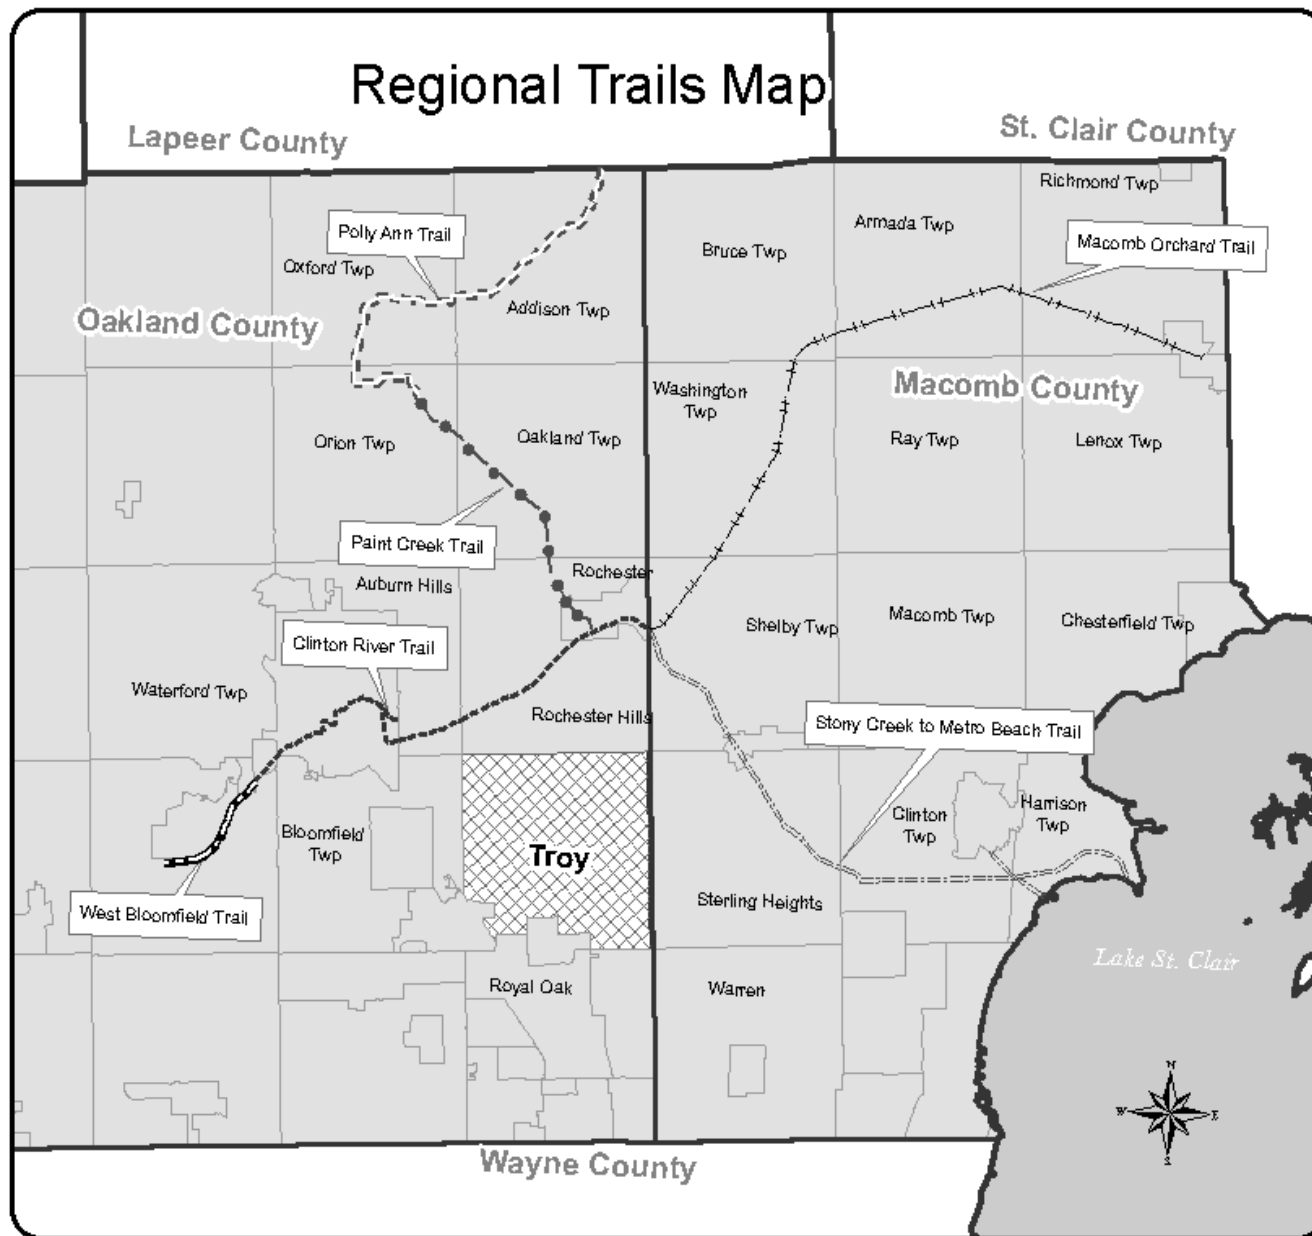 Regional Trails Map
Lapeer County
St. Clair County
Richmond Twp
Polly Ann Trail
Armada Twp
Macomb Orchard Trail
Bruce Twp
Oxford Twp
Addison Twp
Oakland County
Washington
Twp
Macomb County
Orion Twp
Oakland Twp
Ray Twp
Lenox Twp
Paint Creek Trail
Rochester
Auburn Hills
Shelby Twp
Macomb Twp
Chesterfield Twp
Clinton River Trail
Waterford Twp
Rochester Hills
Stony Creek to Metro Beach Trail
Bloomfield
Twp
Troy
Clinton
Twp
Harrison
Twp
West Bloomfield Trail
Sterling Heights
Lake St. Clair
Royal Oak
Warren
N
W
E
S
Wayne County